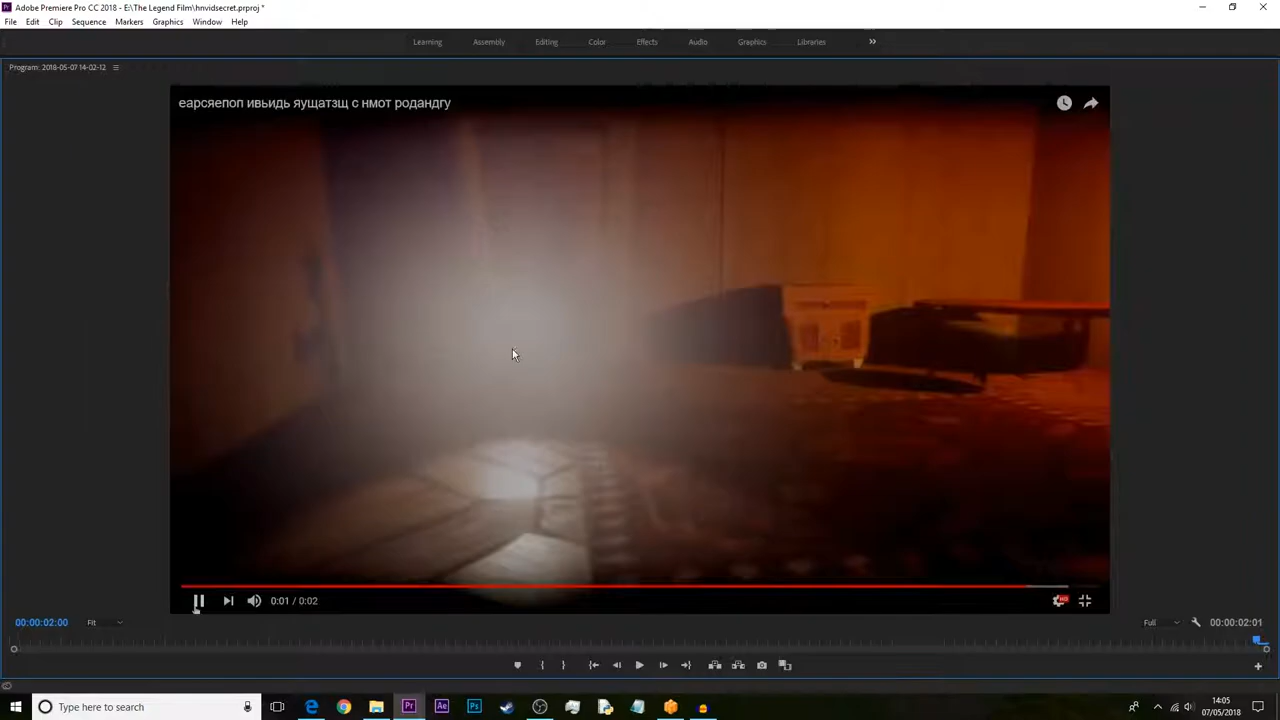 Adobe Premiere Pro CC 2018 - E:\The Legend Film\hnvidsecret.prproj *
File Edit Clip Sequence Markers Graphics Window Help
Learning Assembly Editing Color Effects Audio Graphics Libraries
Program: 2018-05-07 14-02-12
еарсяепоп ивьидь яущатзщ с нмот родандгу
0:01 / 0:02
HD
00:00:02:00 Fit Full 00:00:02:01
Type here to search
14:05
07/05/2018